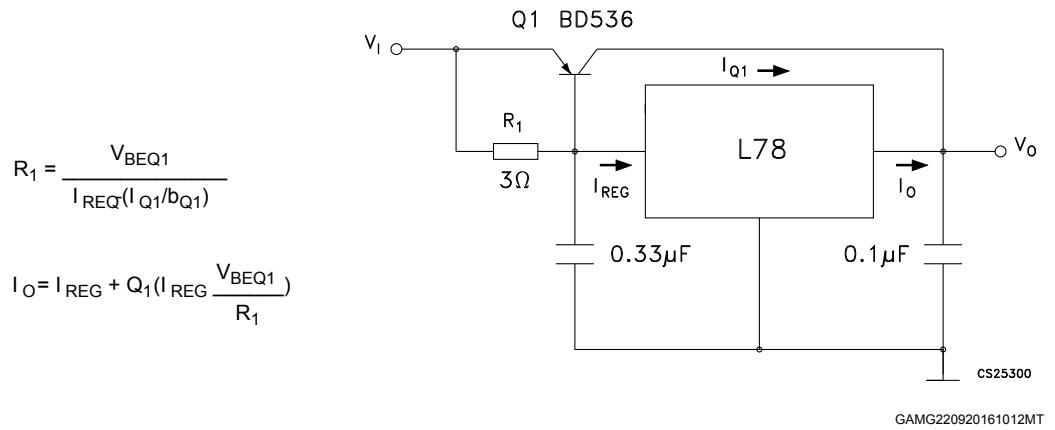 Q1 BD536
VI
IQ1
R1
L78
VO
3Ω
IREG
IO
0.33µF
0.1µF
R1 = VBEQ1
IREQ-(IQ1/bQ1)
IO= IREG + Q1(IREG VBEQ1)
R1
CS25300
GAMG220920161012MT